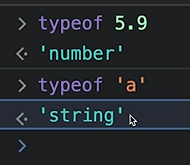 typeof 5.9
'number'
typeof 'a'
'string'